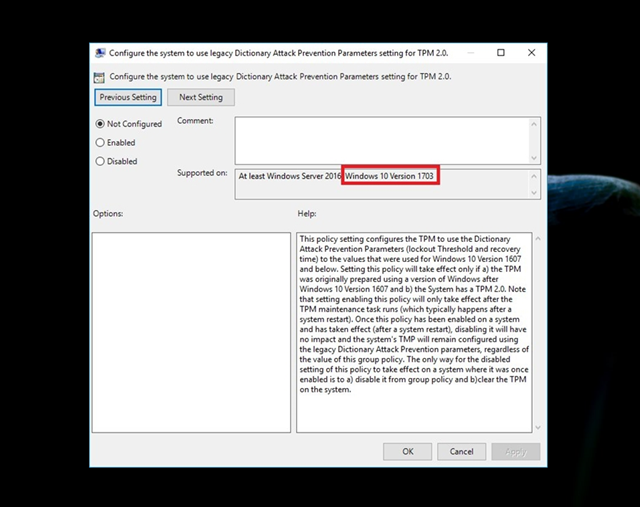 Configure the system to use legacy Dictionary Attack Prevention Parameters setting for TPM 2.0.
Configure the system to use legacy Dictionary Attack Prevention Parameters setting for TPM 2.0.
Previous Setting
Next Setting
Not Configured
Comment:
Enabled
Disabled
Supported on:
At least Windows Server 2016 Windows 10 Version 1703
Options:
Help:
This policy setting configures the TPM to use the Dictionary
Attack Prevention Parameters (lockout Threshold and recovery
time) to the values that were used for Windows 10 Version 1607
and below. Setting this policy will take effect only if a) the TPM
was originally prepared using a version of Windows after
Windows 10 Version 1607 and b) the System has a TPM 2.0. Note
that setting enabling this policy will only take effect after the
TPM maintenance task runs (which typically happens after a
system restart). Once this policy has been enabled on a system
and has taken effect (after a system restart), disabling it will have
no impact and the system's TMP will remain configured using
the legacy Dictionary Attack Prevention parameters, regardless of
the value of this group policy. The only way for the disabled
setting of this policy to take effect on a system where it was once
enabled is to a) disable it from group policy and b)clear the TPM
on the system.
OK
Cancel
Apply